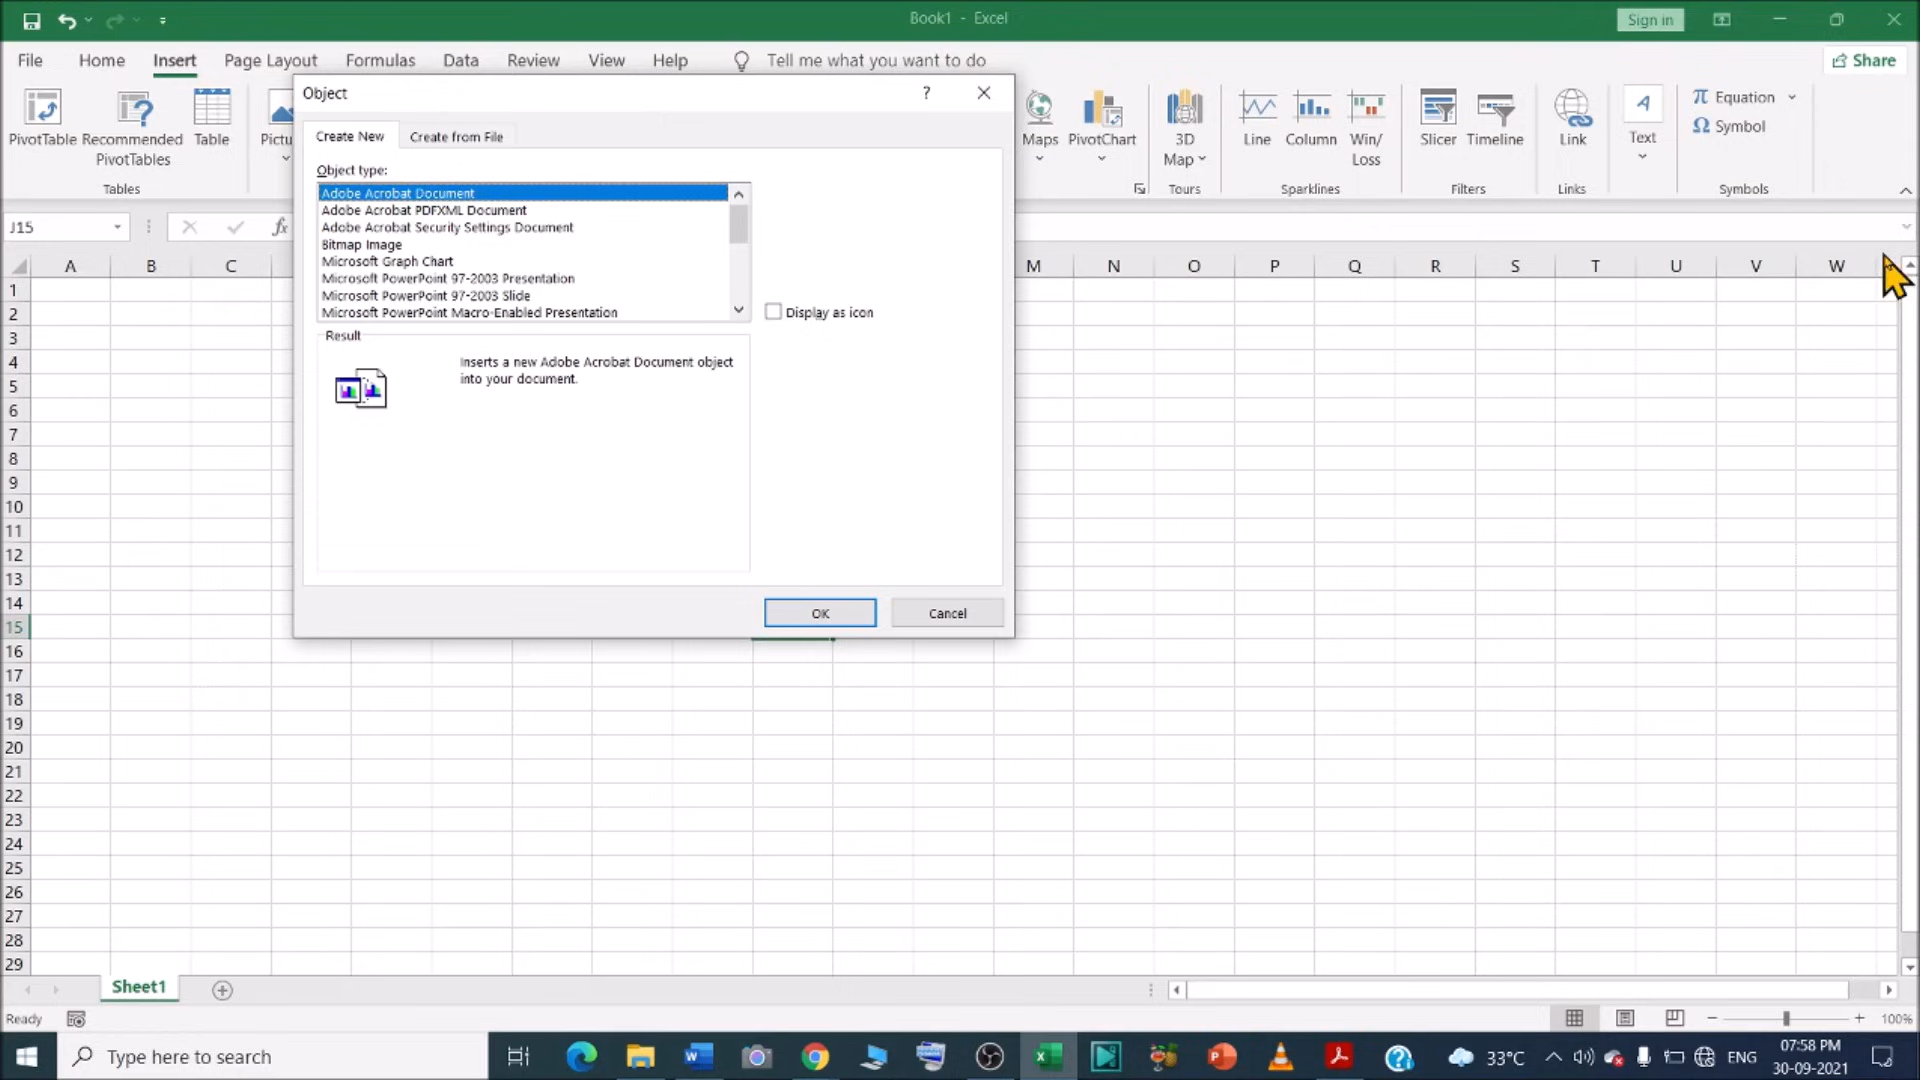 Book1 - Excel
Sign in
File Home Insert Page Layout Formulas Data Review View Help Tell me what you want to do
Share
PivotTable
Recommended
PivotTables
Table
Tables
Pictu
Object
?
Create New
Create from File
Object type:
Adobe Acrobat Document
Adobe Acrobat PDFXML Document
Adobe Acrobat Security Settings Document
Bitmap Image
Microsoft Graph Chart
Microsoft PowerPoint 97-2003 Presentation
Microsoft PowerPoint 97-2003 Slide
Microsoft PowerPoint Macro-Enabled Presentation
Display as icon
Result
Inserts a new Adobe Acrobat Document object
into your document.
OK
Cancel
Maps
PivotChart
3D
Map
Tours
Line
Column
Win/
Loss
Sparklines
Slicer
Timeline
Filters
Link
Links
A
Text
π Equation
Ω Symbol
Symbols
J15
fx
A B C M N O P Q R S T U V W
1
2
3
4
5
6
7
8
9
10
11
12
13
14
15
16
17
18
19
20
21
22
23
24
25
26
27
28
29
Sheet1
Ready
100%
Type here to search
33°C
ENG
07:58 PM
30-09-2021